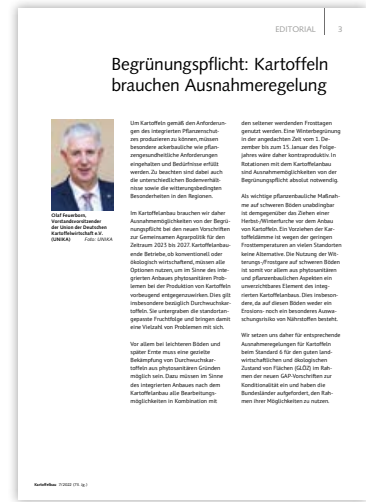 EDITORIAL 3
Begrünungspflicht: Kartoffeln
brauchen Ausnahmeregelung
Olaf Feuerborn,
Vorstandsvorsitzender
der Union der Deutschen
Kartoffelwirtschaft e.V.
(UNIKA) Foto: UNIKA
Um Kartoffeln gemäß den Anforderun-
gen des integrierten Pflanzenschut-
zes produzieren zu können, müssen
besondere ackerbauliche wie pflan-
zengesundheitliche Anforderungen
eingehalten und Bedürfnisse erfüllt
werden. Zu beachten sind dabei auch
die unterschiedlichen Bodenverhält-
nisse sowie die witterungsbedingten
Besonderheiten in den Regionen.
Im Kartoffelanbau brauchen wir daher
Ausnahmemöglichkeiten von der Begrü-
nungspflicht bei den neuen Vorschriften
zur Gemeinsamen Agrarpolitik für den
Zeitraum 2023 bis 2027. Kartoffelanbau-
ende Betriebe, ob konventionell oder
ökologisch wirtschaftend, müssen alle
Optionen nutzen, um im Sinne des inte-
grierten Anbaues phytosanitären Prob-
lemen bei der Produktion von Kartoffeln
vorbeugend entgegenzuwirken. Dies gilt
insbesondere bezüglich Durchwuchskar-
toffeln. Sie untergraben die standortan-
gepasste Fruchtfolge und bringen damit
eine Vielzahl von Problemen mit sich.
Vor allem bei leichteren Böden und
später Ernte muss eine gezielte
Bekämpfung von Durchwuchskar-
toffeln aus phytosanitären Gründen
möglich sein. Dazu müssen im Sinne
des integrierten Anbaues nach dem
Kartoffelanbau alle Bearbeitungs-
möglichkeiten in Kombination mit
den seltener werdenden Frosttagen
genutzt werden. Eine Winterbegrünung
in der angedachten Zeit vom 1. De-
zember bis zum 15. Januar des Folge-
jahres wäre daher kontraproduktiv. In
Rotationen mit dem Kartoffelanbau
sind Ausnahmemöglichkeiten von der
Begrünungspflicht absolut notwendig.
Als wichtige pflanzenbauliche Maßnah-
me auf schweren Böden unabdingbar
ist demgegenüber das Ziehen einer
Herbst-/Winterfurche vor dem Anbau
von Kartoffeln. Ein Vorziehen der Kar-
toffeldämme ist wegen der geringen
Frosttemperaturen an vielen Standorten
keine Alternative. Die Nutzung der Wit-
terungs-/Frostgare auf schweren Böden
ist somit vor allem aus phytosanitären
und pflanzenbaulichen Aspekten ein
unverzichtbares Element des integ-
rierten Kartoffelanbaus. Dies insbeson-
dere, da auf diesen Böden weder ein
Erosions- noch ein besonderes Auswa-
schungsrisiko von Nährstoffen besteht.
Wir setzen uns daher für entsprechende
Ausnahmeregelungen für Kartoffeln
beim Standard 6 für den guten land-
wirtschaftlichen und ökologischen
Zustand von Flächen (GLÖZ) im Rah-
men der neuen GAP-Vorschriften zur
Konditionalität ein und haben die
Bundesländer aufgefordert, den Rah-
men ihrer Möglichkeiten zu nutzen.
Kartoffelbau 7/2022 (73. Jg.)